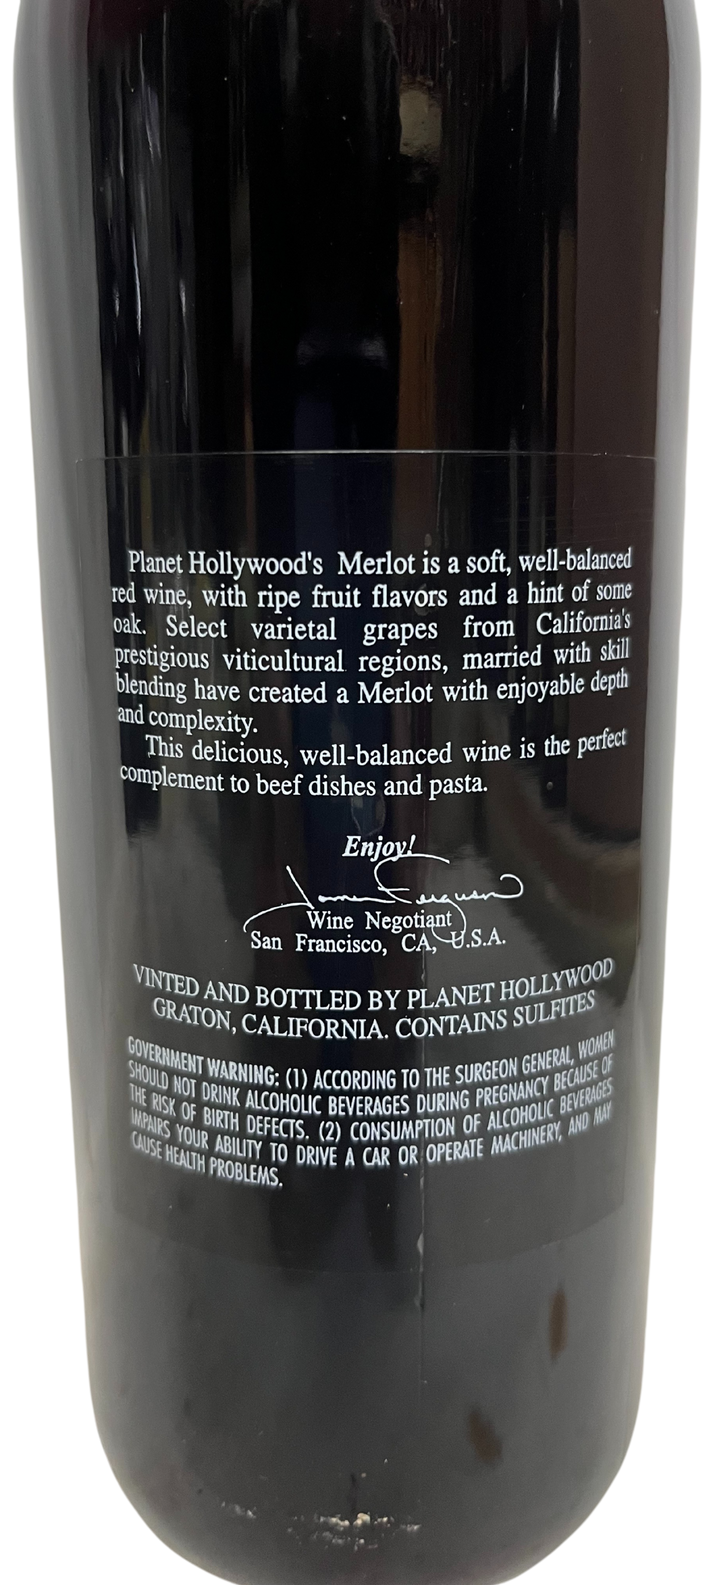 Planet Hollywood's Merlot is a soft, well-balanced
red wine, with ripe fruit flavors and a hint of some
oak. Select varietal grapes from California's
prestigious viticultural regions, married with skill
blending have created a Merlot with enjoyable depth
and complexity.
This delicious, well-balanced wine is the perfect
complement to beef dishes and pasta.
Enjoy!
James Ferguson
Wine Negotiant
San Francisco, CA, U.S.A.
VINTED AND BOTTLED BY PLANET HOLLYWOOD
GRATON, CALIFORNIA. CONTAINS SULFITES
GOVERNMENT WARNING: (1) ACCORDING TO THE SURGEON GENERAL, WOMEN
SHOULD NOT DRINK ALCOHOLIC BEVERAGES DURING PREGNANCY BECAUSE OF
THE RISK OF BIRTH DEFECTS. (2) CONSUMPTION OF ALCOHOLIC BEVERAGES
IMPAIRS YOUR ABILITY TO DRIVE A CAR OR OPERATE MACHINERY, AND MAY
CAUSE HEALTH PROBLEMS.